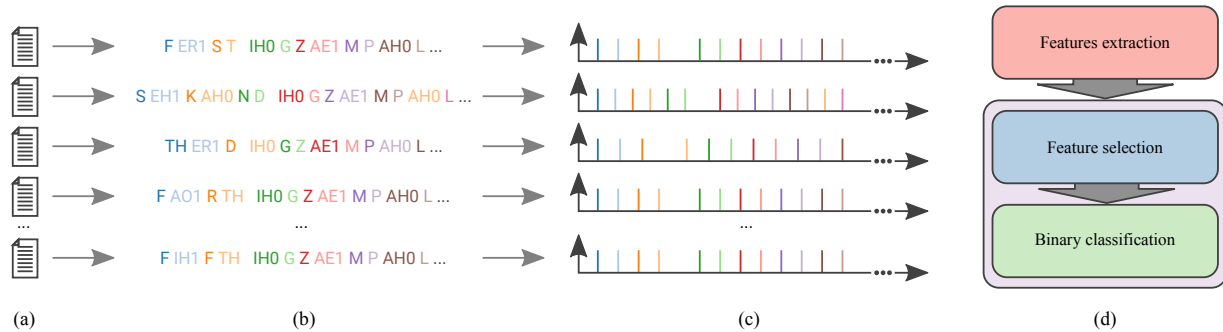 F ER1 S T IH0 G Z AE1 M P AH0 L ...
S EH1 K AH0 N D IH0 G Z AE1 M P AH0 L ...
TH ER1 D IH0 G Z AE1 M P AH0 L ...
F AO1 R TH IH0 G Z AE1 M P AH0 L ...
... ... ...
F IH1 F TH IH0 G Z AE1 M P AH0 L ...
Features extraction
Feature selection
Binary classification
(a) (b) (c) (d)